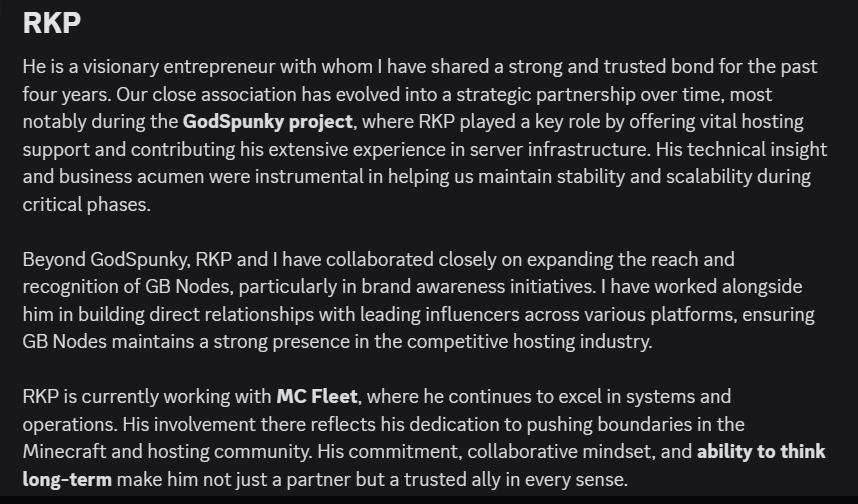 RKP
He is a visionary entrepreneur with whom I have shared a strong and trusted bond for the past
four years. Our close association has evolved into a strategic partnership over time, most
notably during the GodSpunky project, where RKP played a key role by offering vital hosting
support and contributing his extensive experience in server infrastructure. His technical insight
and business acumen were instrumental in helping us maintain stability and scalability during
critical phases.
Beyond GodSpunky, RKP and I have collaborated closely on expanding the reach and
recognition of GB Nodes, particularly in brand awareness initiatives. I have worked alongside
him in building direct relationships with leading influencers across various platforms, ensuring
GB Nodes maintains a strong presence in the competitive hosting industry.
RKP is currently working with MC Fleet, where he continues to excel in systems and
operations. His involvement there reflects his dedication to pushing boundaries in the
Minecraft and hosting community. His commitment, collaborative mindset, and ability to think
long-term make him not just a partner but a trusted ally in every sense.